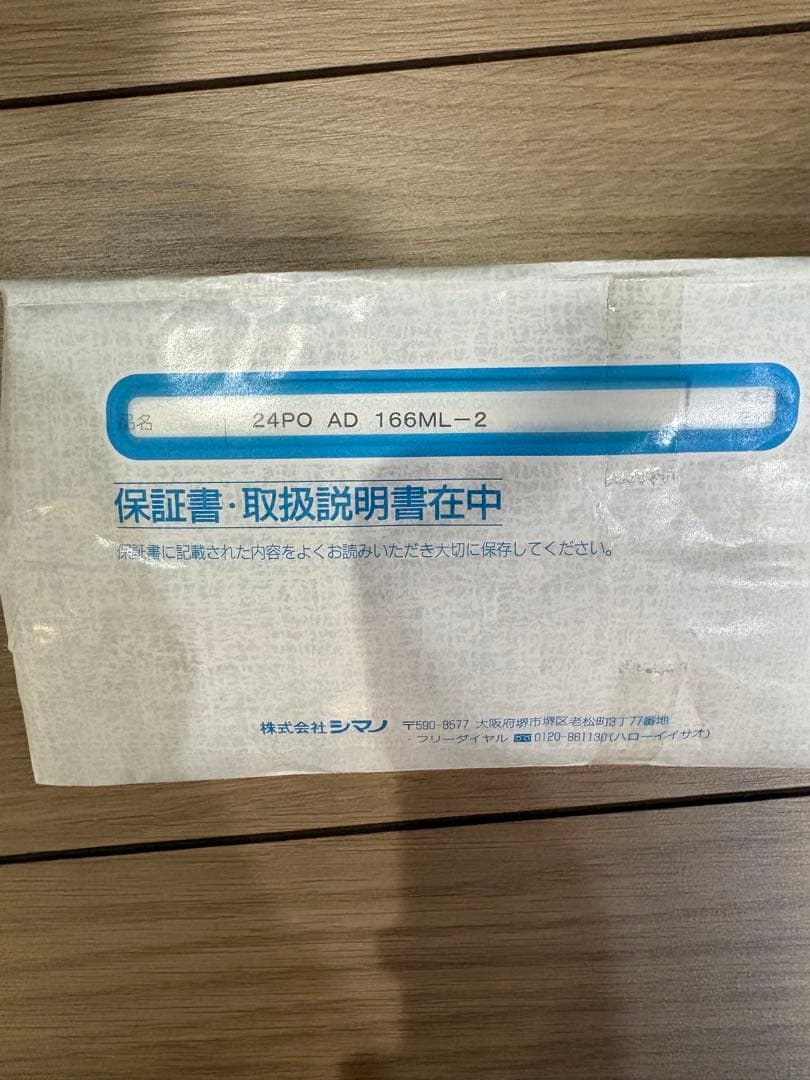 品名 24PO AD 166ML-2
保証書・取扱説明書在中
保証書に記載された内容をよくお読みいただき大切に保存してください。
株式会社シマノ 〒590-8577 大阪府堺市堺区老松町3丁77番地
・フリーダイヤル 0120-861130(ハローイイサオ)